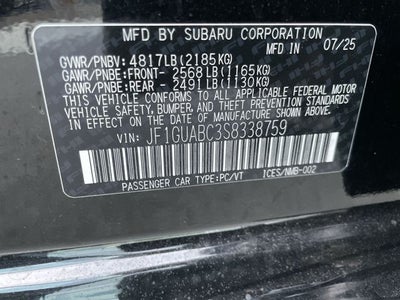 MFD BY SUBARU CORPORATION 07/25
GVWR/PNBV: 4817LB(2185KG)
GAWR/PNBE:FRONT- 2568LB(1165KG)
GAWR/PNBE:REAR - 2491LB(1130KG)
THIS VEHICLE CONFORMS TO ALL APPLICABLE FEDERAL MOTOR
VEHICLE SAFETY, BUMPER, AND THEFT PREVENTION
STANDARDS IN EFFECT ON THE DATE OF
MANUFACTURE SHOWN ABOVE.
VIN: JF1GUABC3S8338759
PASSENGER CAR TYPE:PC/VT ICES/NMB-002